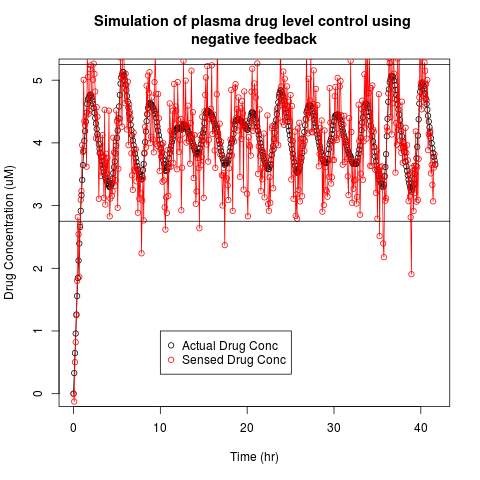 Simulation of plasma drug level control using
negative feedback
Drug Concentration (uM)
5
4
3
2
1
0
Actual Drug Conc
Sensed Drug Conc
0 10 20 30 40
Time (hr)